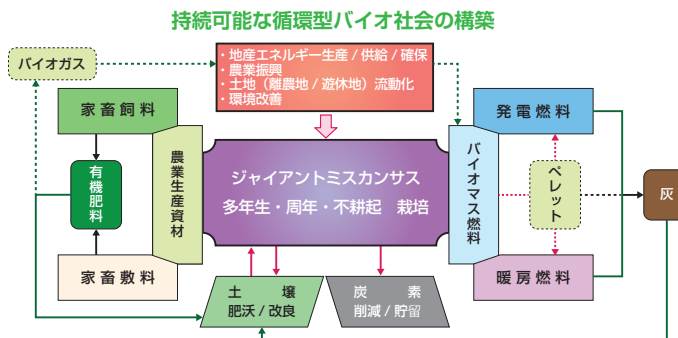 持続可能な循環型バイオ社会の構築
バイオガス
・地産エネルギー生産 / 供給 / 確保
・農業振興
・土地（離農地 / 遊休地）流動化
・環境改善
家畜飼料
発電燃料
有機肥料
農業生産資材
ジャイアントミスカンサス
多年生・周年・不耕起　栽培
バイオマス燃料
ペレット
灰
家畜敷料
暖房燃料
土　　壌
肥沃 / 改良
炭　　素
削減 / 貯留